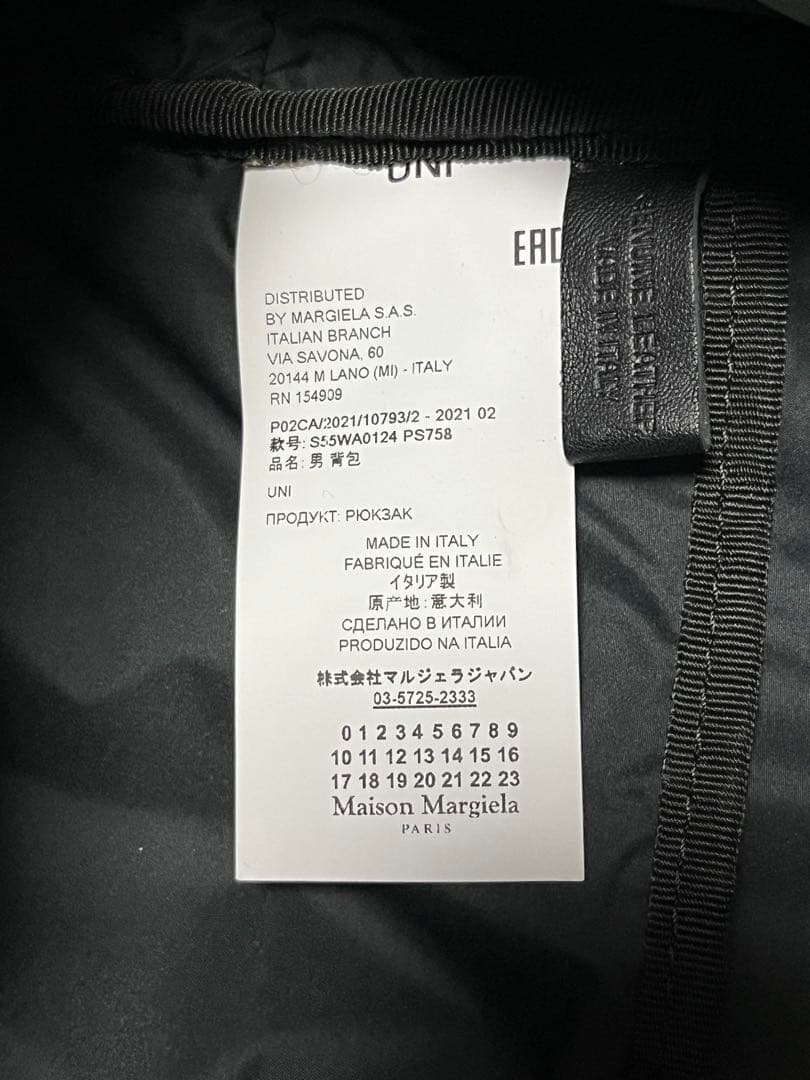 UNI
EAC
DISTRIBUTED
BY MARGIELA S.A.S.
ITALIAN BRANCH
VIA SAVONA, 60
20144 M LANO (MI) - ITALY
RN 154909
P02CA/2021/10793/2 - 2021 02
款号: S55WA0124 PS758
品名: 男 背包
UNI
ПРОДУКТ: РЮКЗАК
MADE IN ITALY
FABRIQUÉ EN ITALIE
イタリア製
原产地:意大利
СДЕЛАНО В ИТАЛИИ
PRODUZIDO NA ITALIA
株式会社マルジェラジャパン
03-5725-2333
0 1 2 3 4 5 6 7 8 9
10 11 12 13 14 15 16
17 18 19 20 21 22 23
Maison Margiela
PARIS
GENUINE LEATHER
MADE IN ITALY